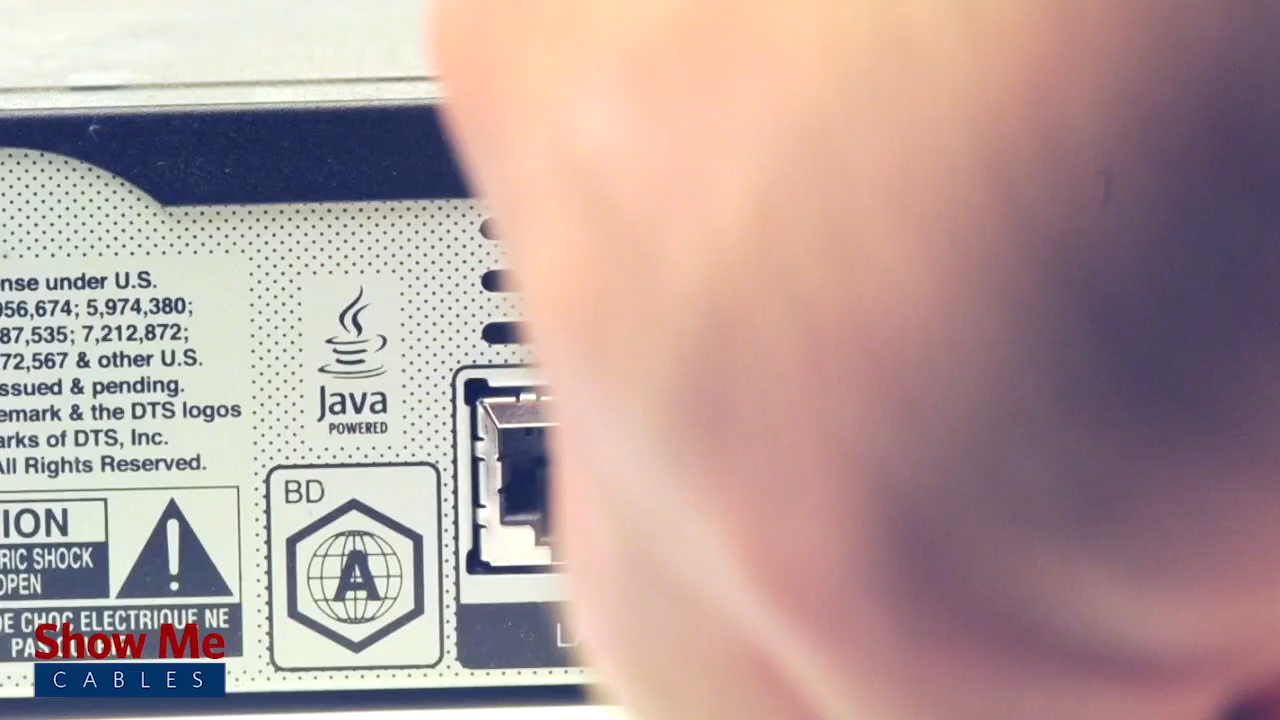 nse under U.S.
956,674; 5,974,380;
87,535; 7,212,872;
72,567 & other U.S.
ssued & pending.
emark & the DTS logos
arks of DTS, Inc.
All Rights Reserved.
Java
POWERED
BD
A
ION
RIC SHOCK
OPEN
DE CHOC ELECTRIQUE NE
PAS
Show Me
CABLES